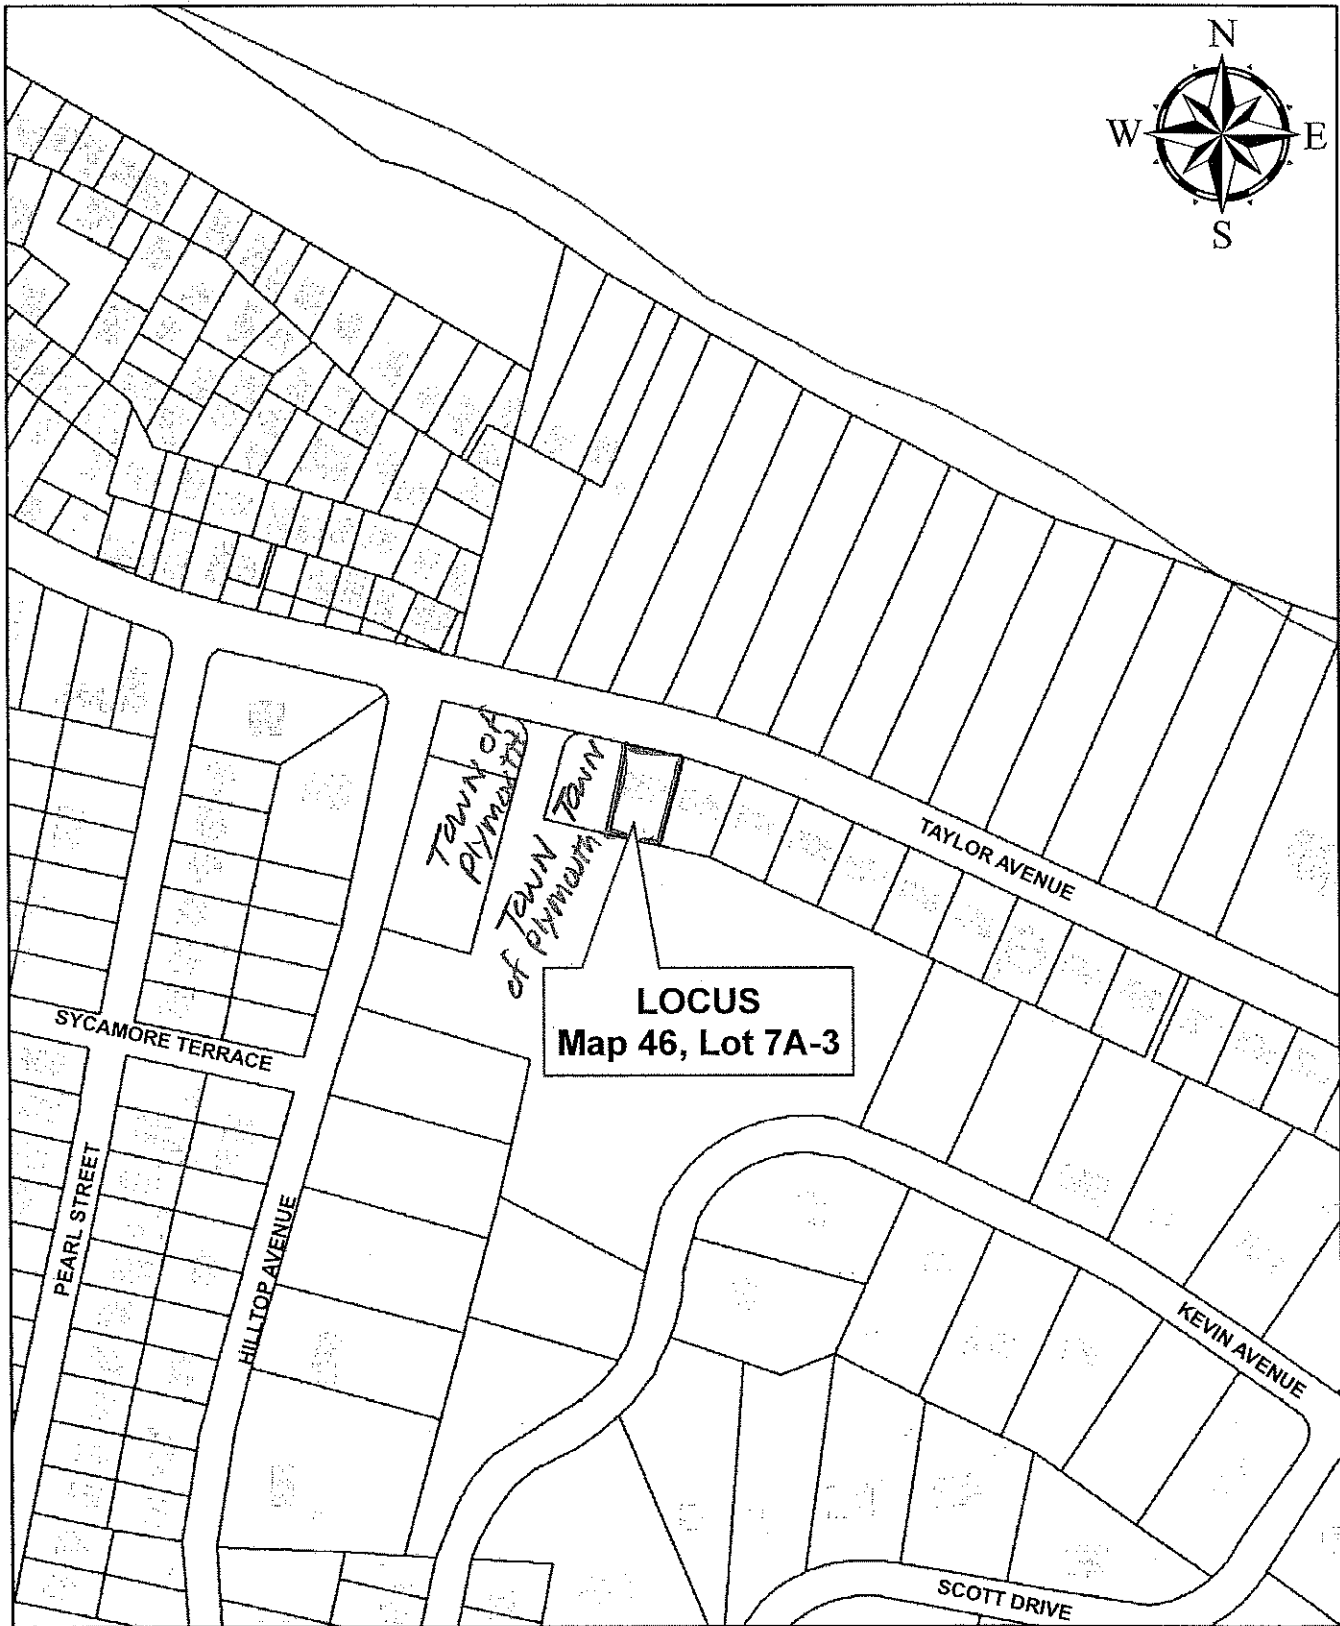 N
W E
S
Town of
Plymouth
Town
Town
of Plymouth
TAYLOR AVENUE
LOCUS
Map 46, Lot 7A-3
SYCAMORE TERRACE
PEARL STREET
HILLTOP AVENUE
KEVIN AVENUE
SCOTT DRIVE